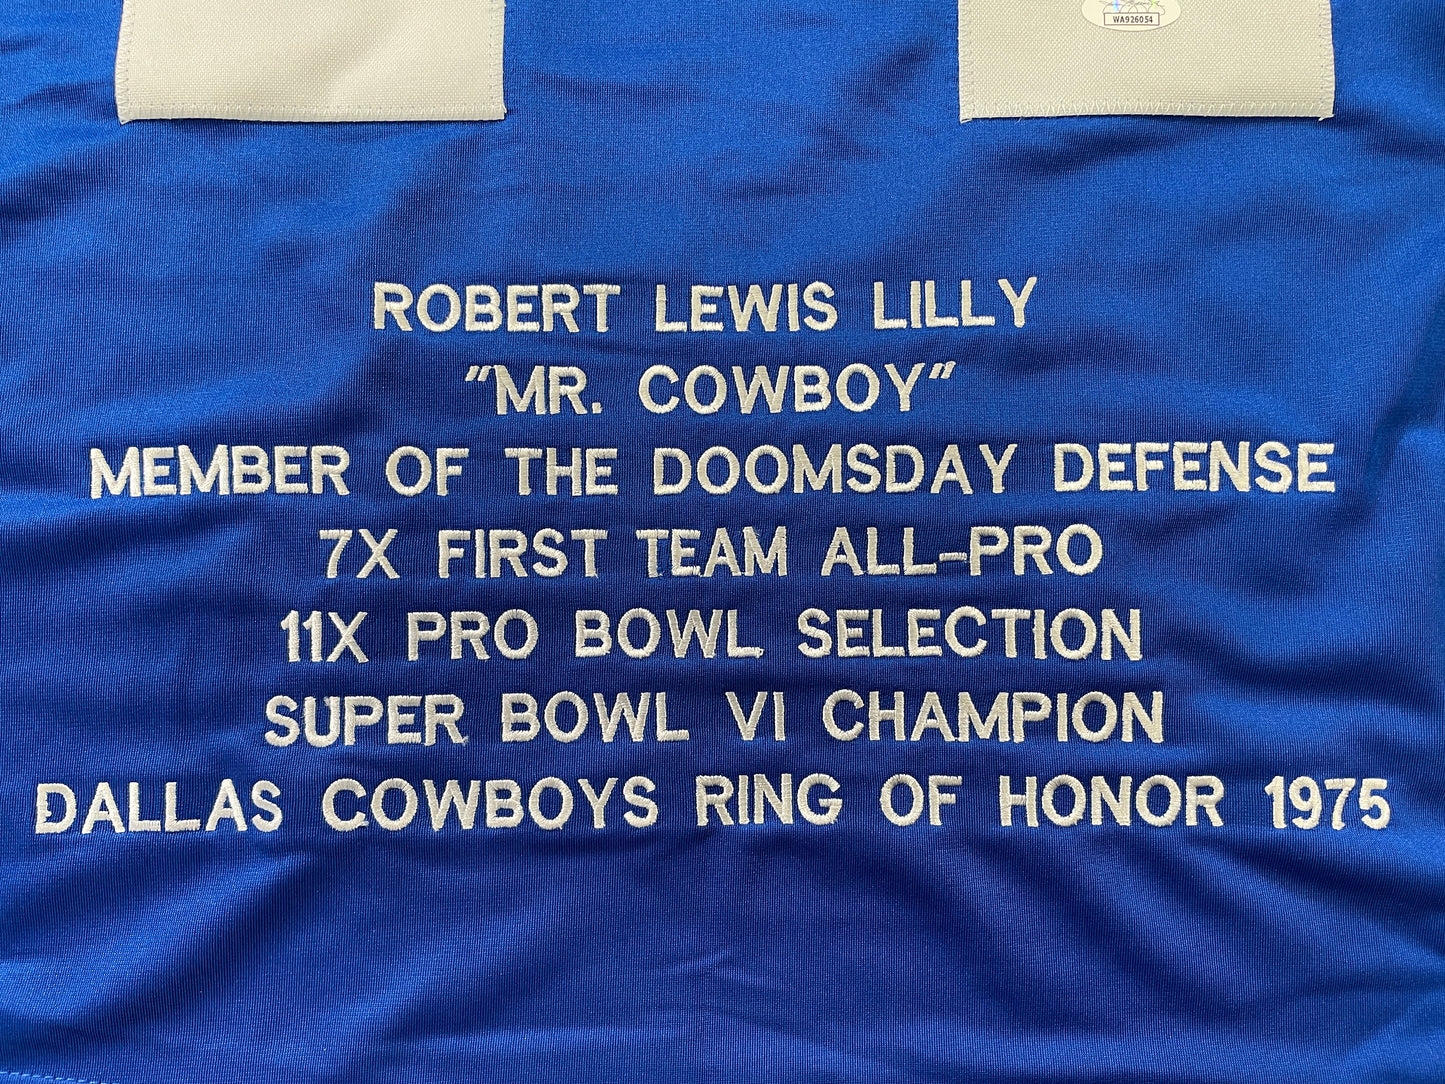 WA926054
ROBERT LEWIS LILLY
"MR. COWBOY"
MEMBER OF THE DOOMSDAY DEFENSE
7X FIRST TEAM ALL-PRO
11X PRO BOWL SELECTION
SUPER BOWL VI CHAMPION
DALLAS COWBOYS RING OF HONOR 1975